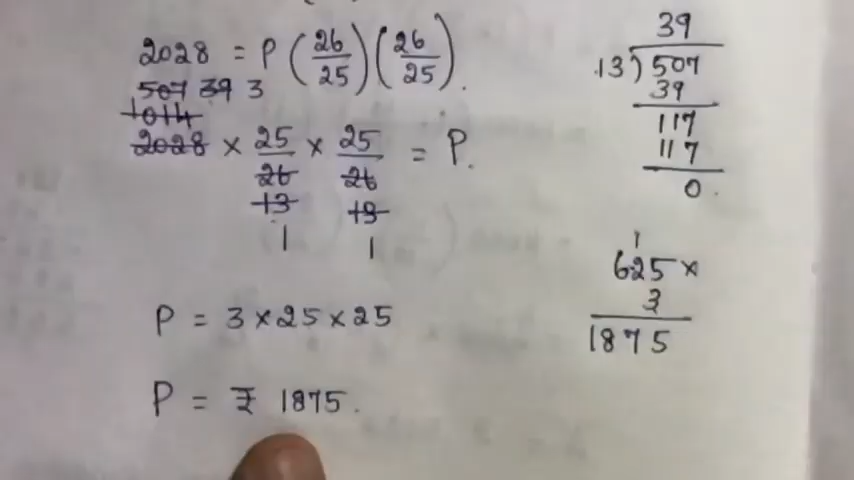 2028 = P (26/25) (26/25).
507 39 3
1014
2028 × 25/26 × 25/26 = P.
13 13
1 1
P = 3 × 25 × 25
P = ₹ 1875.
39
13) 507
39
117
117
0.
1
625 ×
3
1875